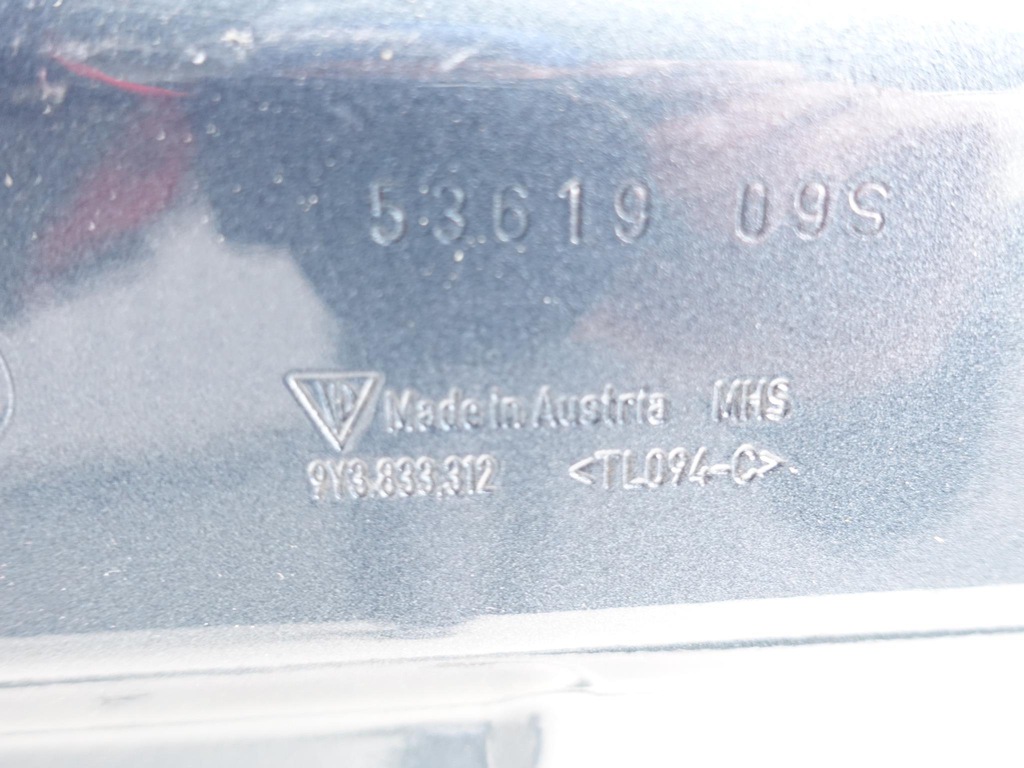 53619 09S
Made in Austria MHS
9Y3.833.312 <TL094-C>